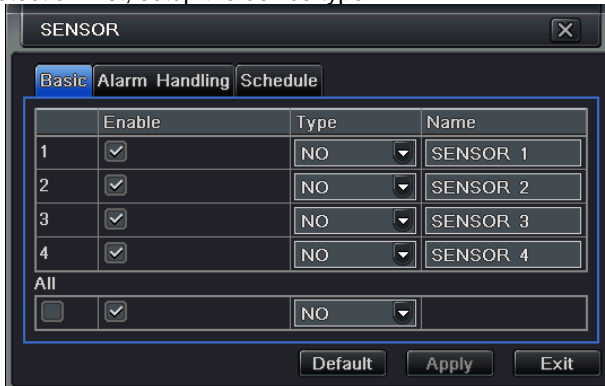 SENSOR
Basic Alarm Handling Schedule
Enable Type Name
1 NO SENSOR 1
2 NO SENSOR 2
3 NO SENSOR 3
4 NO SENSOR 4
All
NO
Default Apply Exit